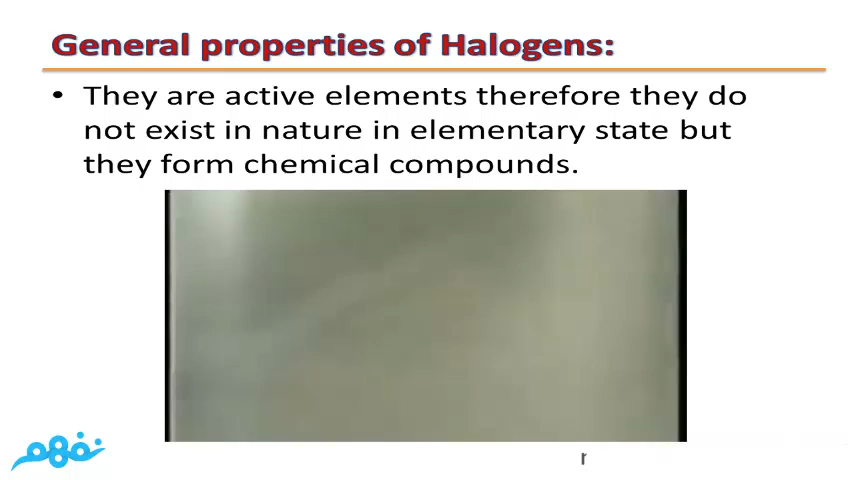 General properties of Halogens:
• They are active elements therefore they do
not exist in nature in elementary state but
they form chemical compounds.
نفهم